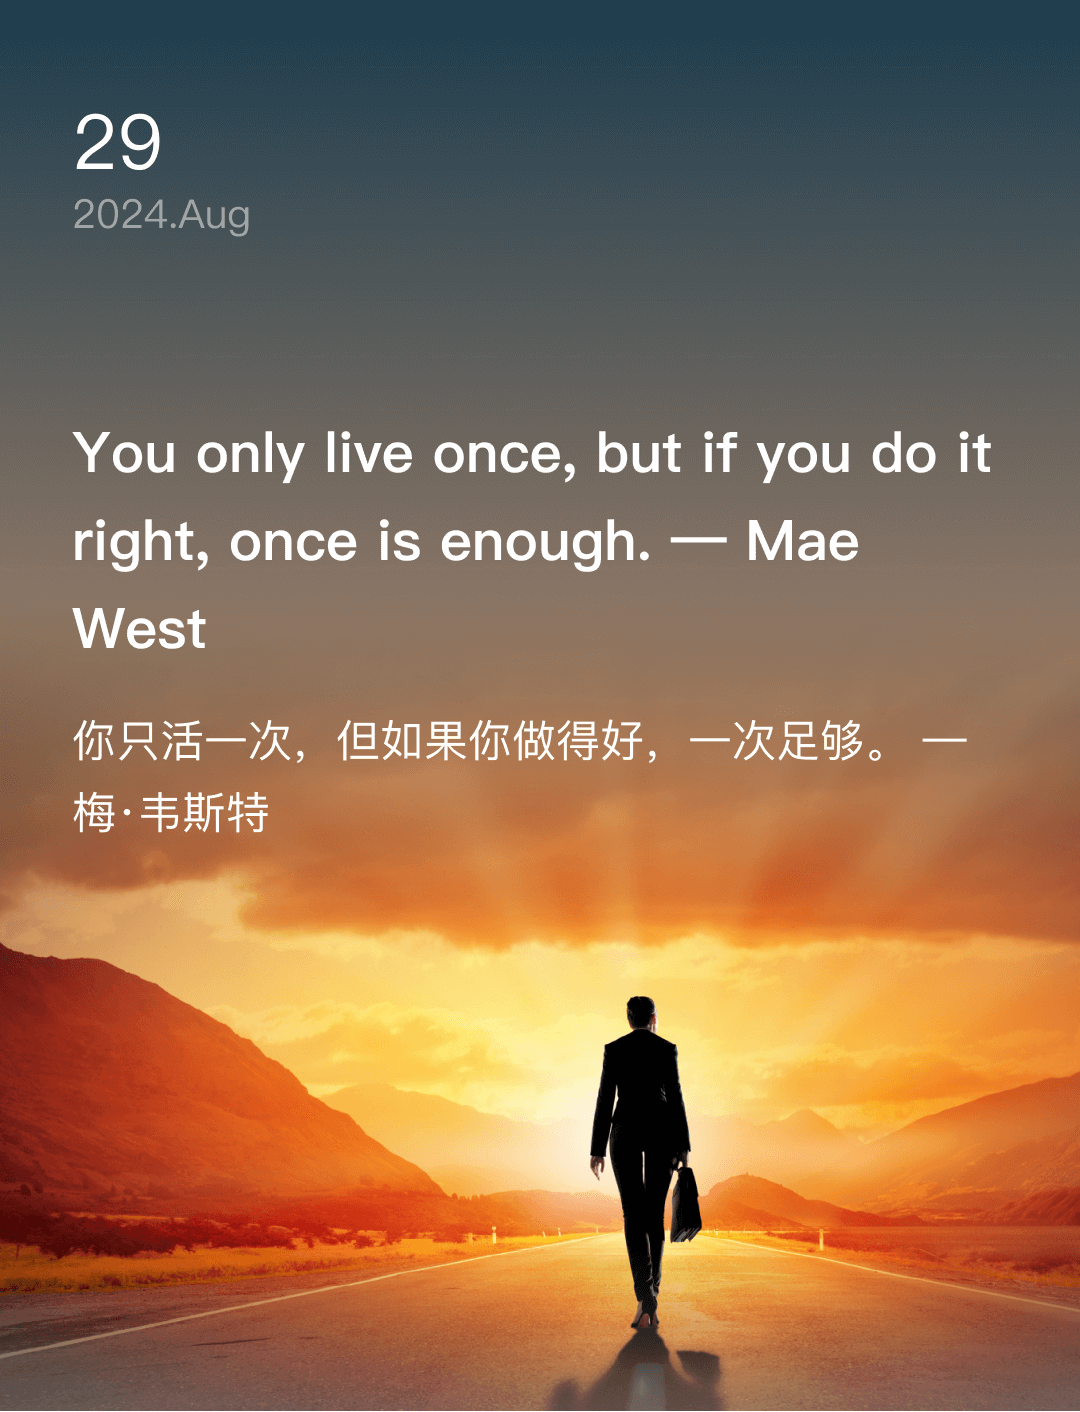 29
2024.Aug
You only live once, but if you do it
right, once is enough. — Mae
West
你只活一次，但如果你做得好，一次足够。 —
梅·韦斯特